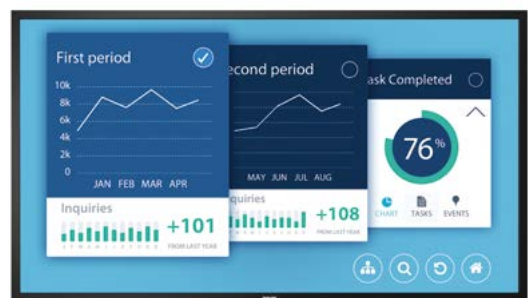 First period
10k
8k
6k
4k
2k
0
JAN FEB MAR APR
Inquiries
+101
FROM LAST YEAR
econd period
MAY JUN JUL AUG
quiries
+108
FROM LAST YEAR
ask Completed
76%
CHART TASKS EVENTS